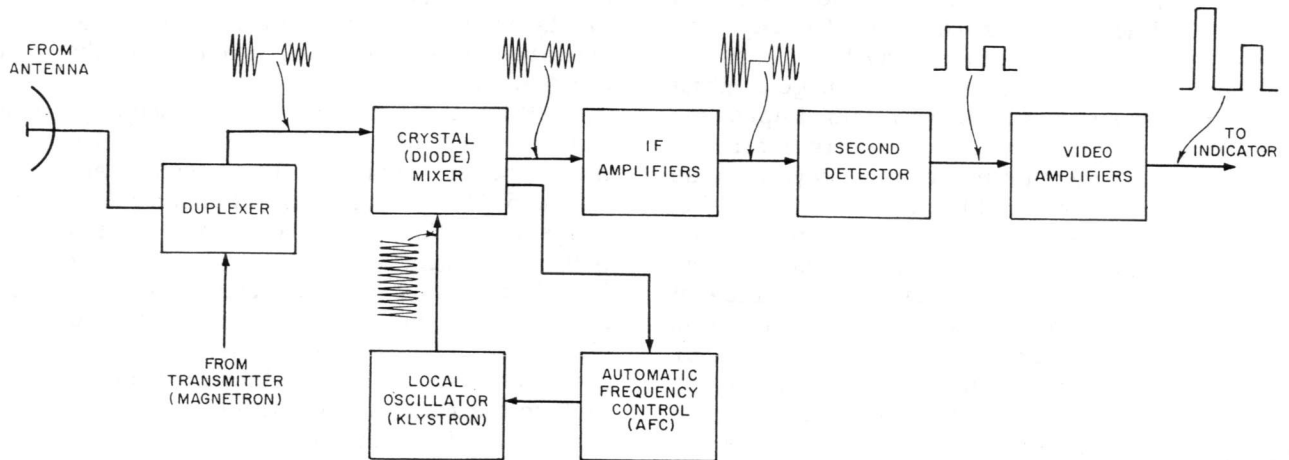 FROM
ANTENNA
DUPLEXER
FROM
TRANSMITTER
(MAGNETRON)
CRYSTAL
(DIODE)
MIXER
LOCAL
OSCILLATOR
(KLYSTRON)
AUTOMATIC
FREQUENCY
CONTROL
(AFC)
IF
AMPLIFIERS
SECOND
DETECTOR
VIDEO
AMPLIFIERS
TO
INDICATOR